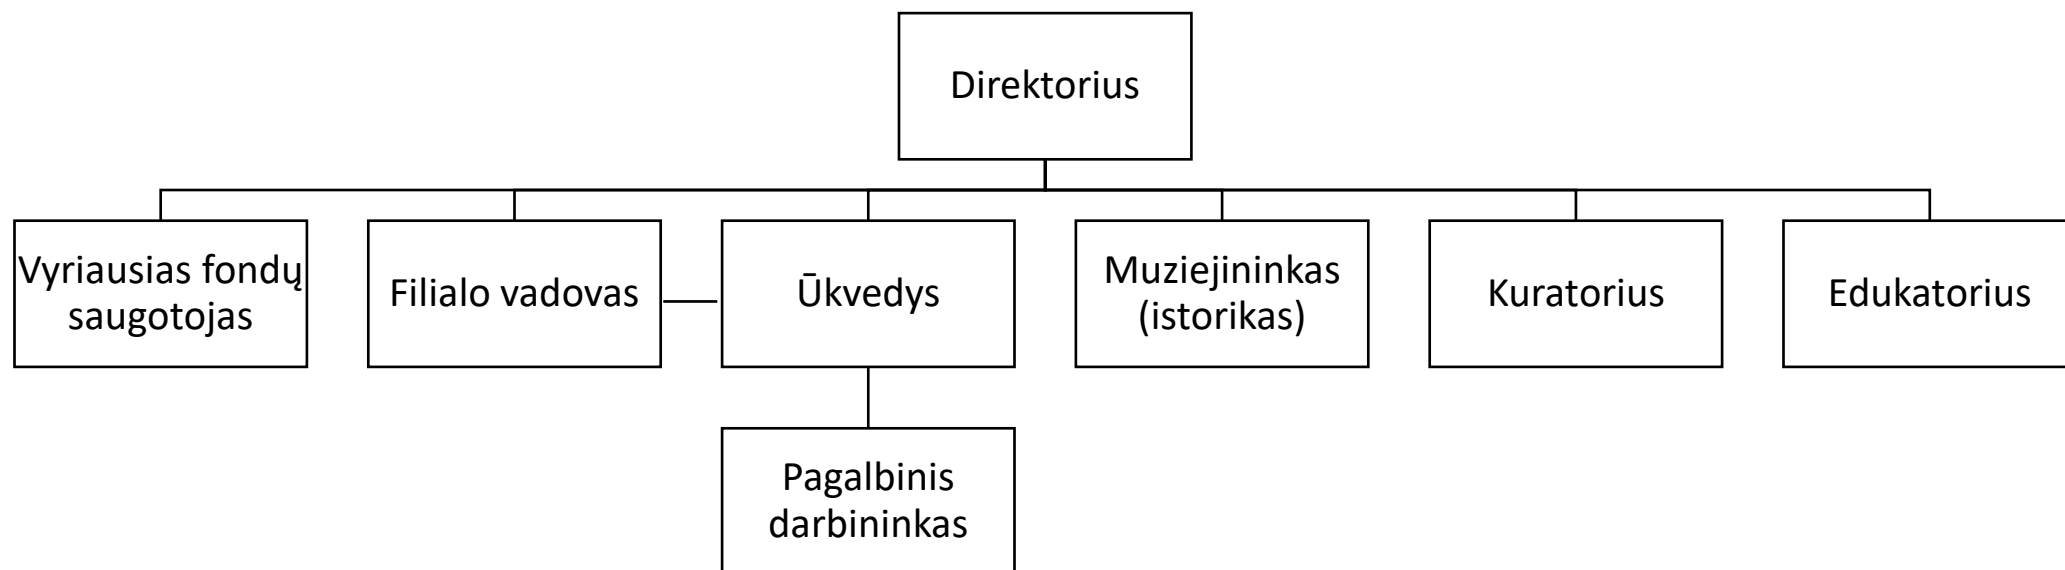 Direktorius
Vyriausias fondų
saugotojas
Filialo vadovas
Ūkvedys
Muziejininkas
(istorikas)
Kuratorius
Edukatorius
Pagalbinis
darbininkas